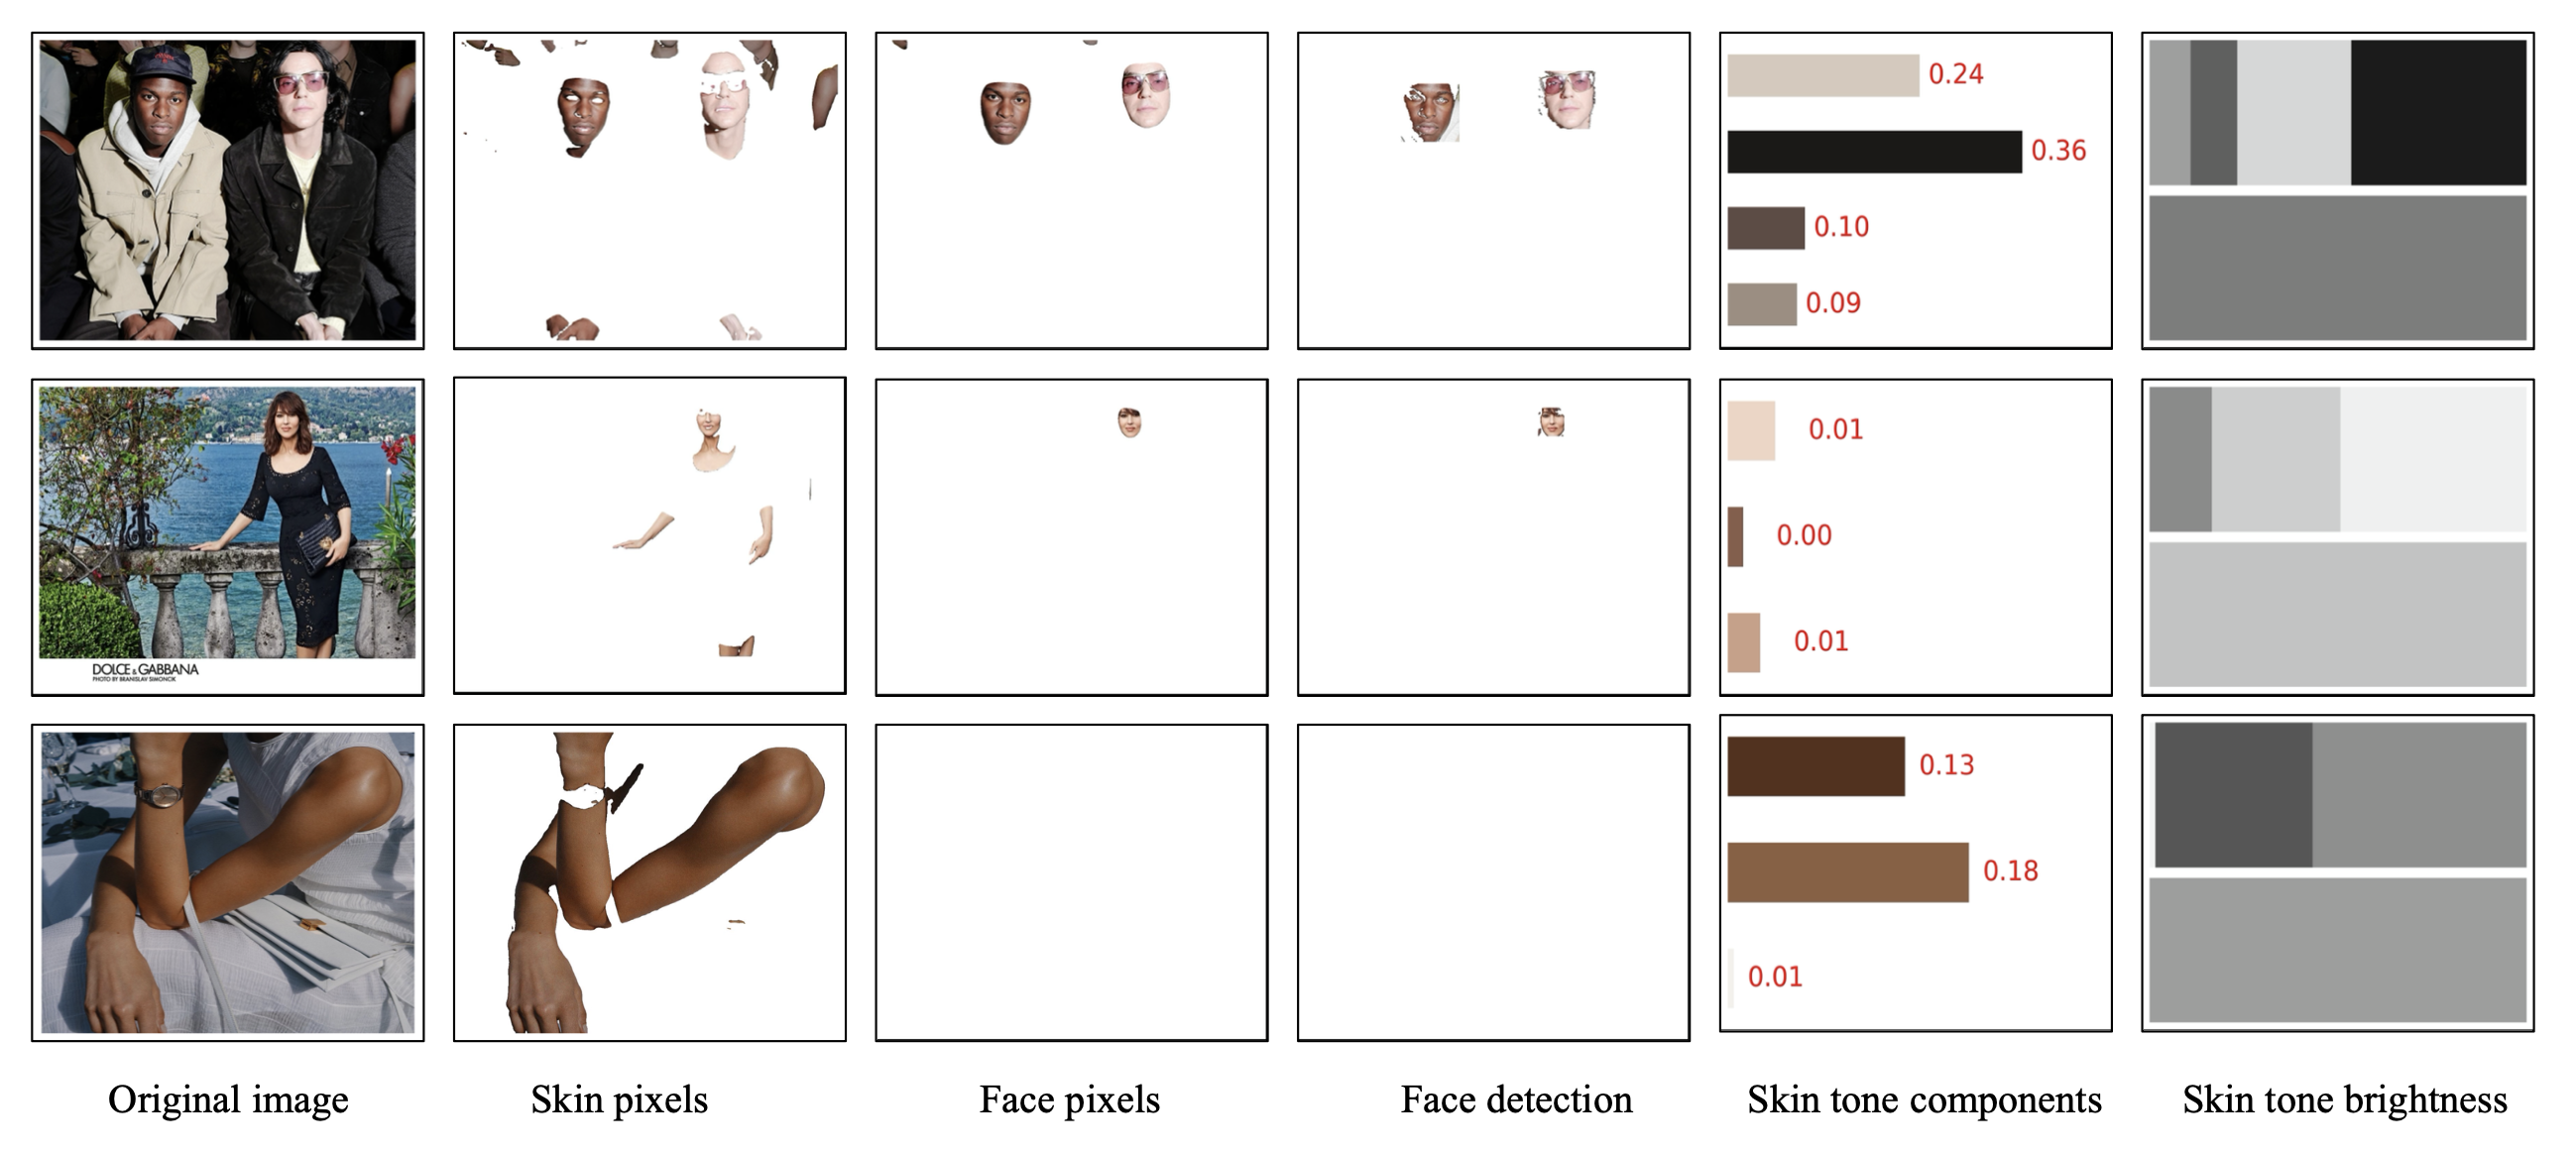 0.24
0.36
0.10
0.09
DOLCE & GABBANA
PHOTO BY BRANISLAV SIMONCIK
0.01
0.00
0.01
0.13
0.18
0.01
Original image
Skin pixels
Face pixels
Face detection
Skin tone components
Skin tone brightness